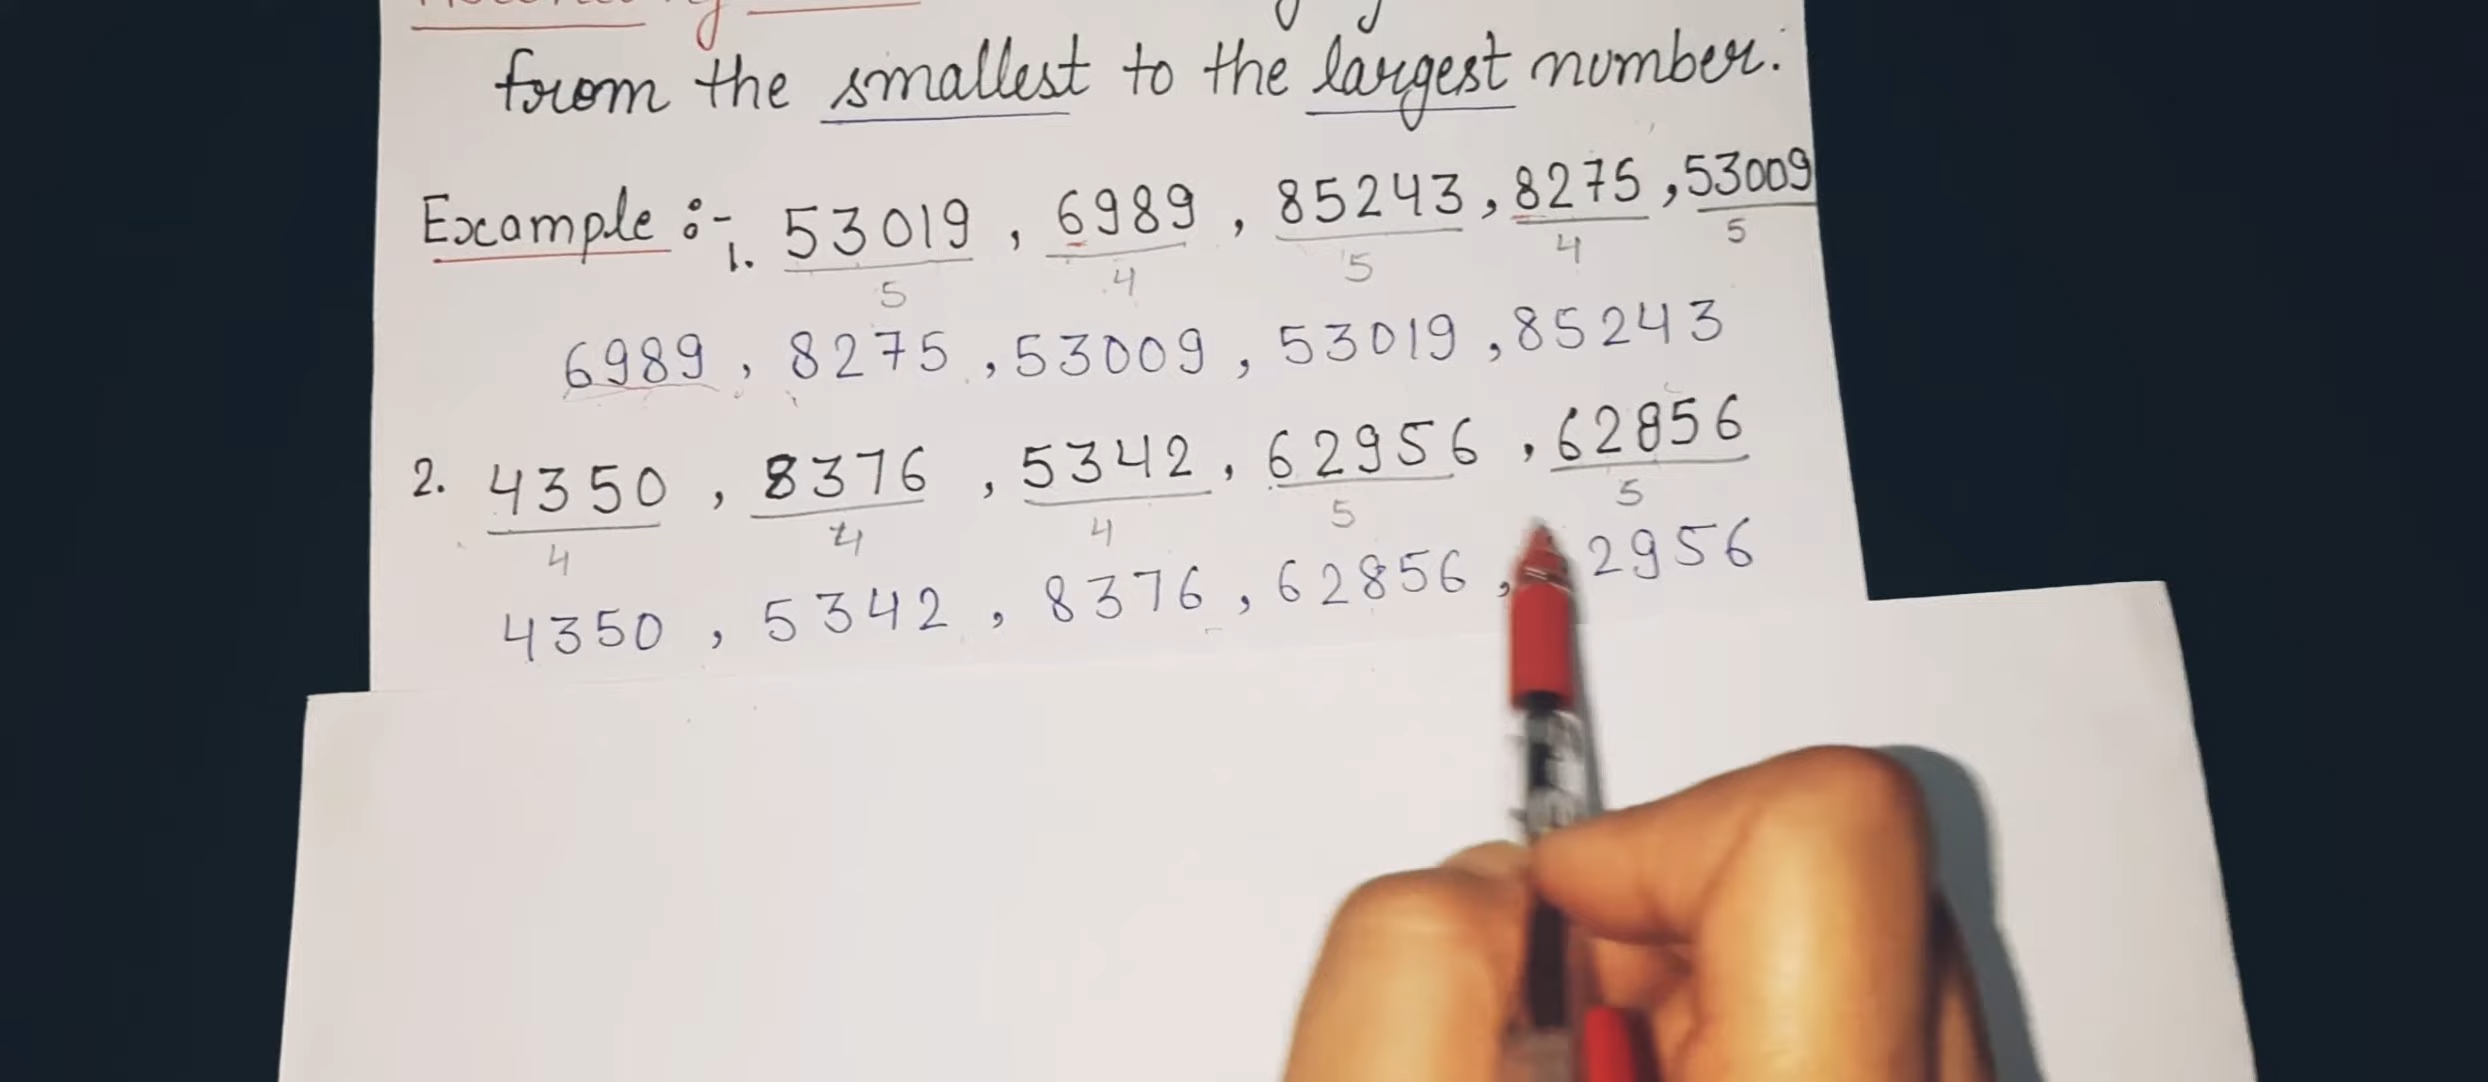 from the smallest to the largest number.
Example :- 1. 53019 , 6989 , 85243 , 8275 , 53009
5 4 5 4 5
6989 , 8275 , 53009 , 53019 , 85243
2. 4350 , 8376 , 5342 , 62956 , 62856
4 4 4 5 5
4350 , 5342 , 8376 , 62856 , 2956